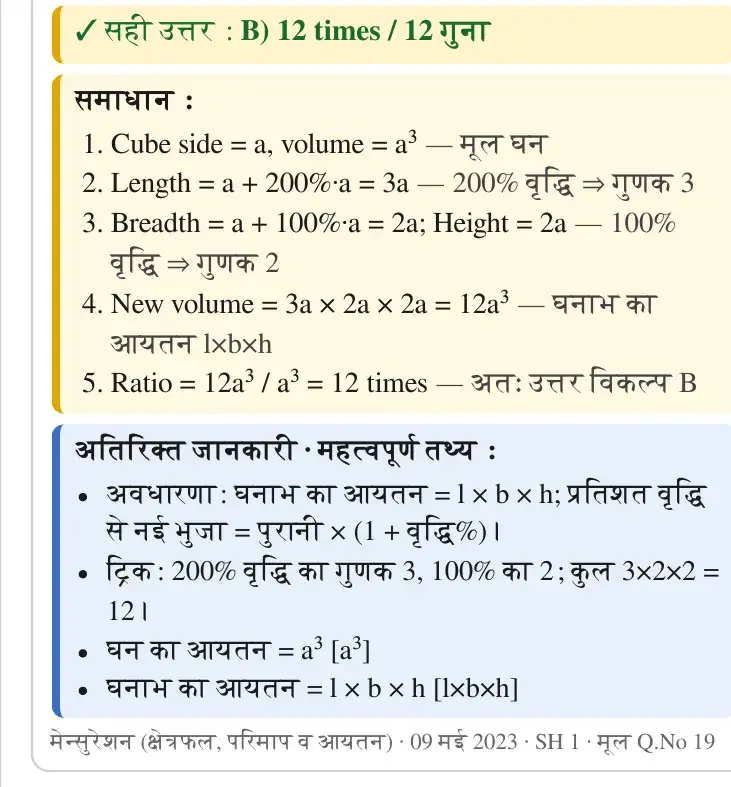 ✓ सही उत्तर : B) 12 times / 12 गुना
समाधान :
1. Cube side = a, volume = a³ — मूल घन
2. Length = a + 200%·a = 3a — 200% वृद्धि ⇒ गुणक 3
3. Breadth = a + 100%·a = 2a; Height = 2a — 100%
वृद्धि ⇒ गुणक 2
4. New volume = 3a × 2a × 2a = 12a³ — घनाभ का
आयतन l×b×h
5. Ratio = 12a³ / a³ = 12 times — अतः उत्तर विकल्प B
अतिरिक्त जानकारी · महत्वपूर्ण तथ्य :
• अवधारणा : घनाभ का आयतन = l × b × h; प्रतिशत वृद्धि
से नई भुजा = पुरानी × (1 + वृद्धि%)।
• ट्रिक : 200% वृद्धि का गुणक 3, 100% का 2; कुल 3×2×2 =
12।
• घन का आयतन = a³ [a³]
• घनाभ का आयतन = l × b × h [l×b×h]
मेन्सुरेशन (क्षेत्रफल, परिमाप व आयतन) · 09 मई 2023 · SH 1 · मूल Q.No 19